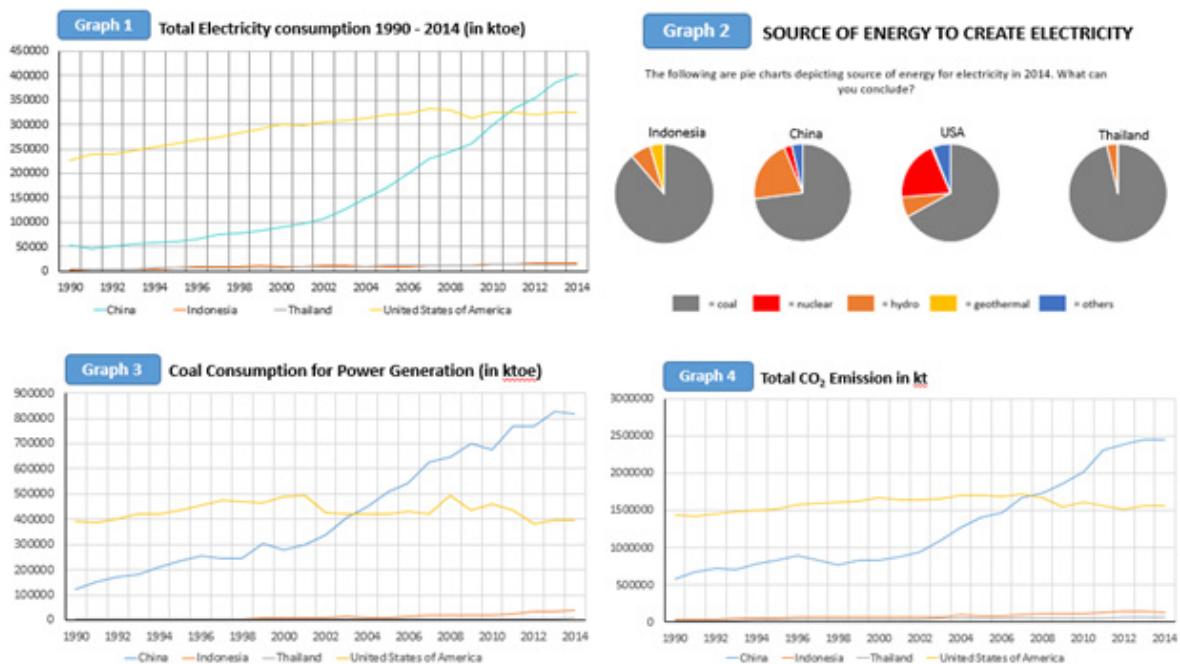 Graph 1
Total Electricity consumption 1990 - 2014 (in ktoe)
450000
400000
350000
300000
250000
200000
150000
100000
50000
0
1990 1992 1994 1996 1998 2000 2002 2004 2006 2008 2010 2012 2014
China Indonesia Thailand United States of America
Graph 2
SOURCE OF ENERGY TO CREATE ELECTRICITY
The following are pie charts depicting source of energy for electricity in 2014. What can
you conclude?
Indonesia China USA Thailand
= coal = nuclear = hydro = geothermal = others
Graph 3
Coal Consumption for Power Generation (in ktoe)
900000
800000
700000
600000
500000
400000
300000
200000
100000
0
1990 1992 1994 1996 1998 2000 2002 2004 2006 2008 2010 2012 2014
China Indonesia Thailand United States of America
Graph 4
Total CO₂ Emission in kt
3000000
2500000
2000000
1500000
1000000
500000
0
1990 1992 1994 1996 1998 2000 2002 2004 2006 2008 2010 2012 2014
China Indonesia Thailand United States of America